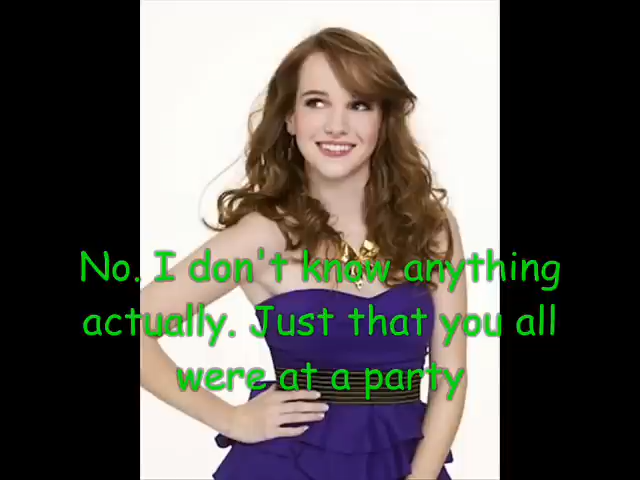 No. I don't know anything
actually. Just that you all
were at a party